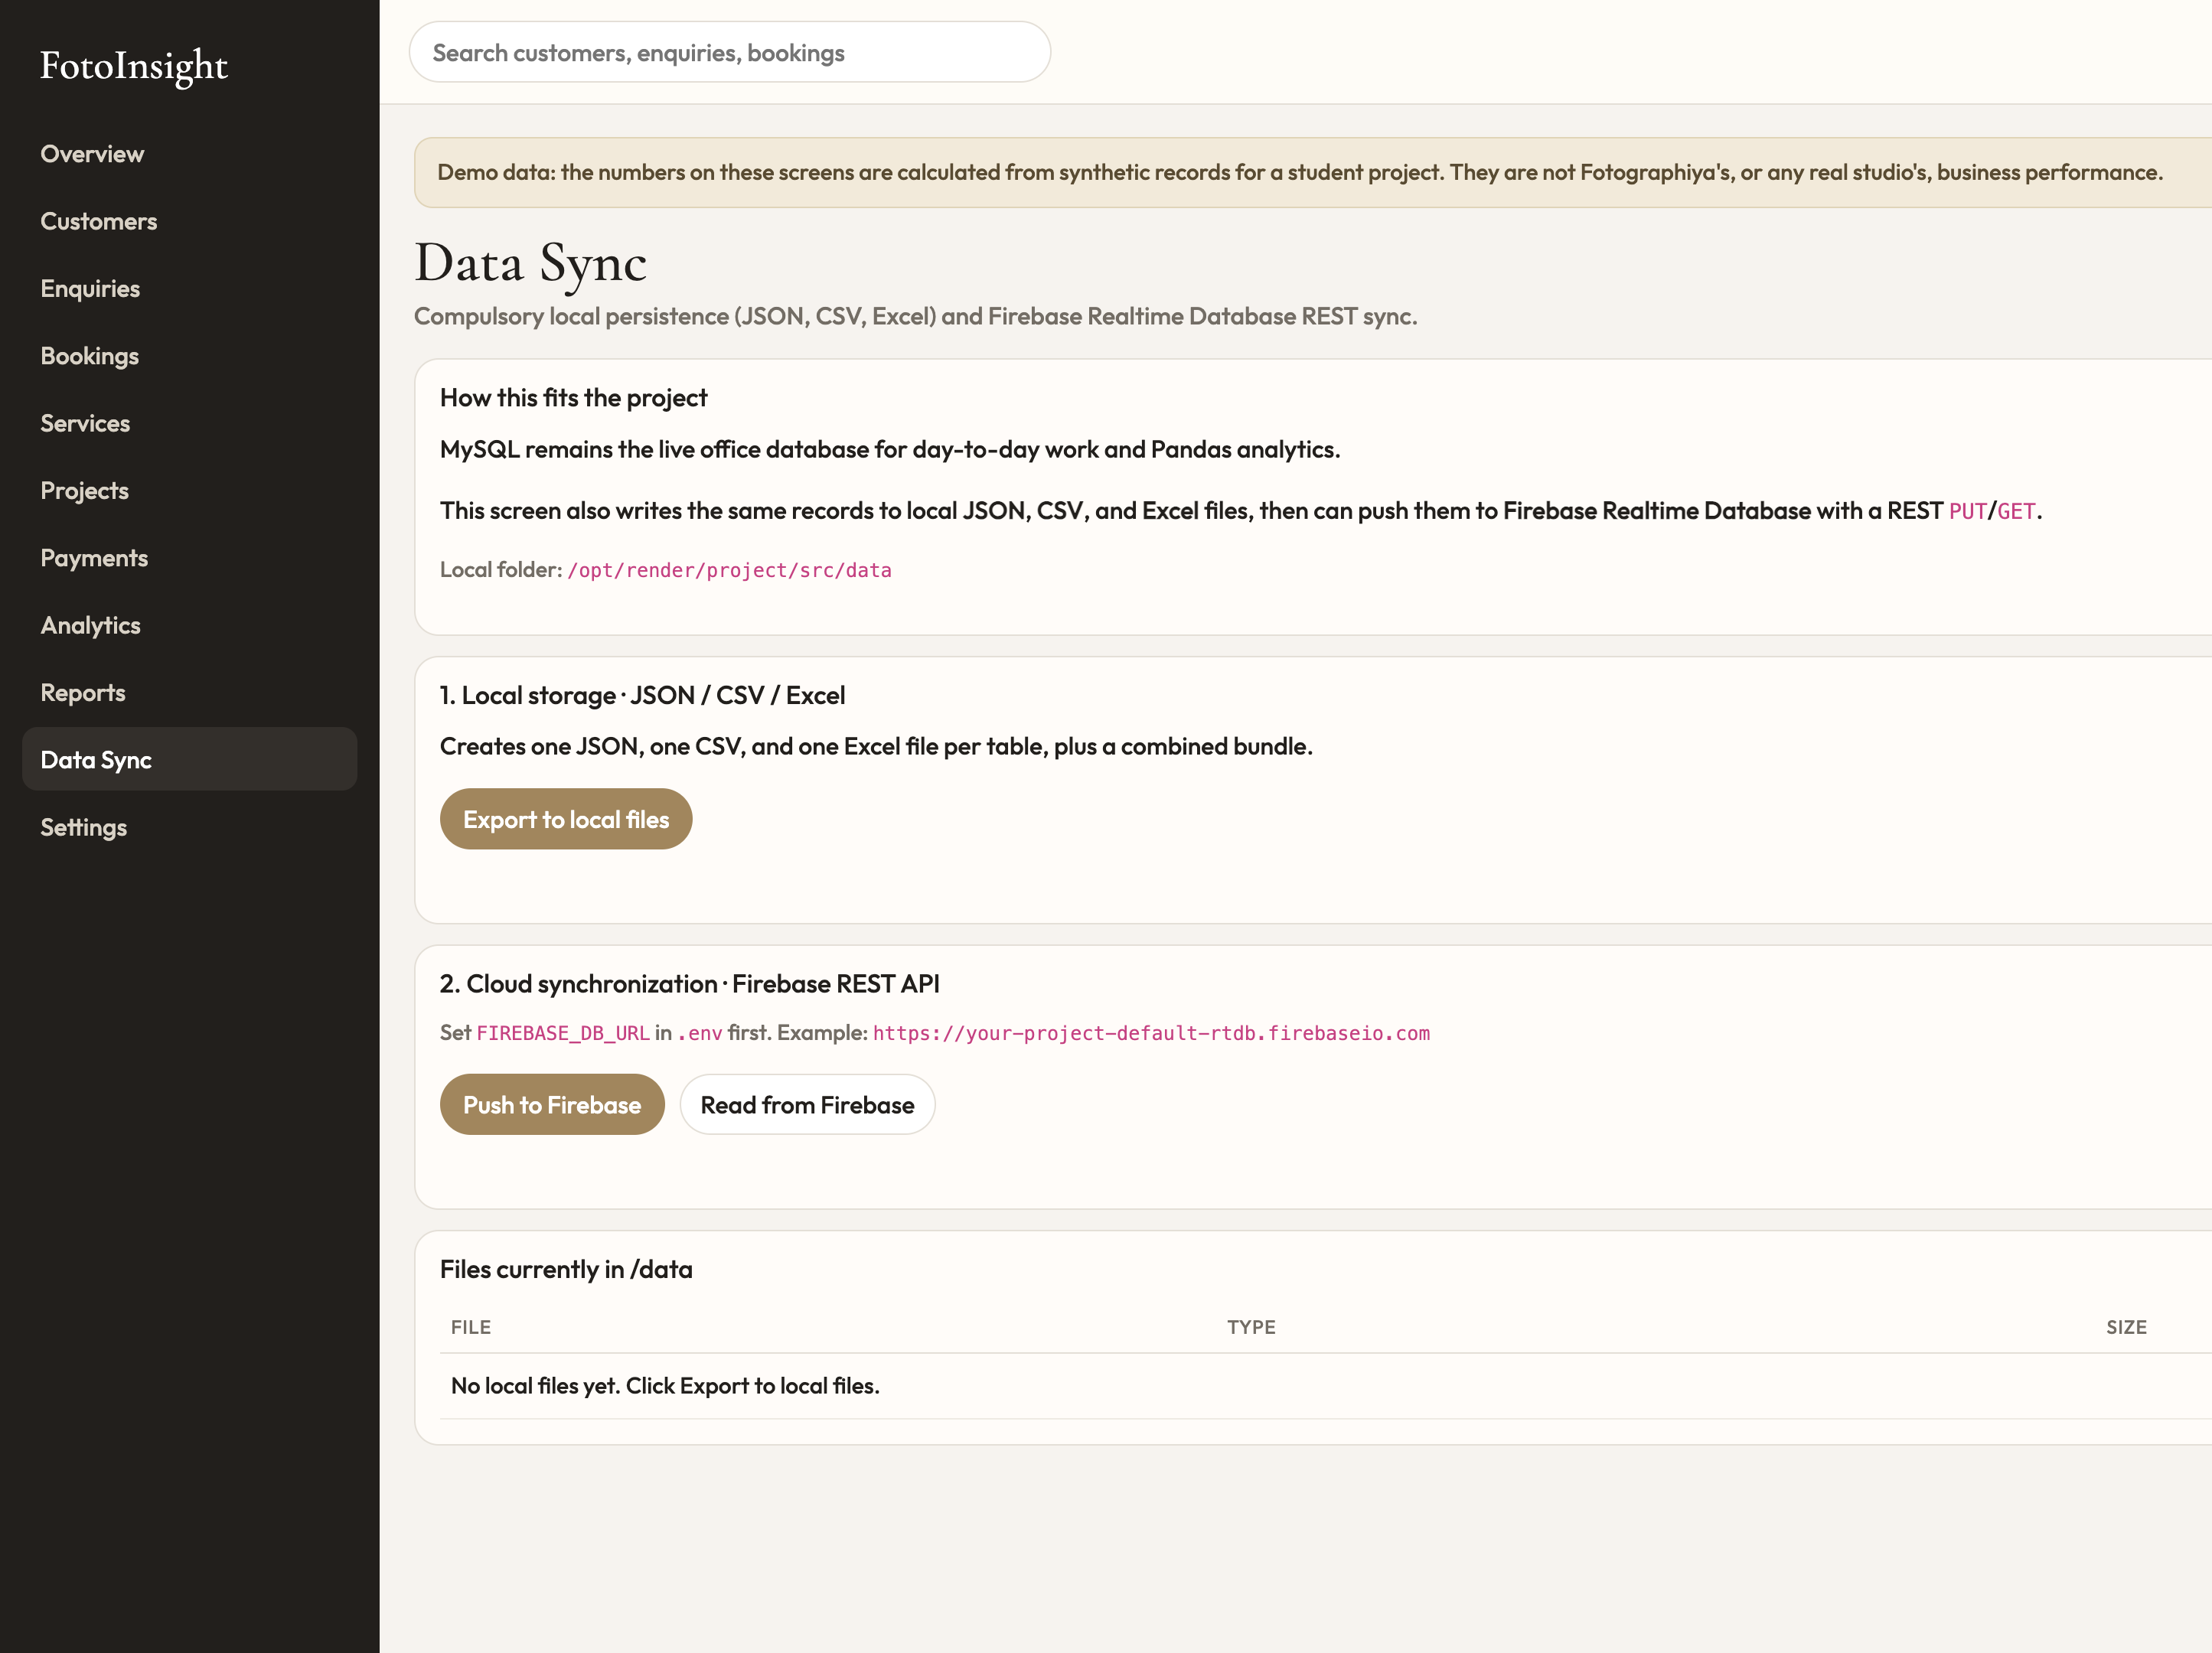 FotoInsight
Overview
Customers
Enquiries
Bookings
Services
Projects
Payments
Analytics
Reports
Data Sync
Settings
Search customers, enquiries, bookings
Demo data: the numbers on these screens are calculated from synthetic records for a student project. They are not Fotographiya's, or any real studio's, business performance.
Data Sync
Compulsory local persistence (JSON, CSV, Excel) and Firebase Realtime Database REST sync.
How this fits the project
MySQL remains the live office database for day-to-day work and Pandas analytics.
This screen also writes the same records to local JSON, CSV, and Excel files, then can push them to Firebase Realtime Database with a REST PUT/GET.
Local folder: /opt/render/project/src/data
1. Local storage · JSON / CSV / Excel
Creates one JSON, one CSV, and one Excel file per table, plus a combined bundle.
Export to local files
2. Cloud synchronization · Firebase REST API
Set FIREBASE_DB_URL in .env first. Example: https://your-project-default-rtdb.firebaseio.com
Push to Firebase Read from Firebase
Files currently in /data
FILE TYPE SIZE
No local files yet. Click Export to local files.